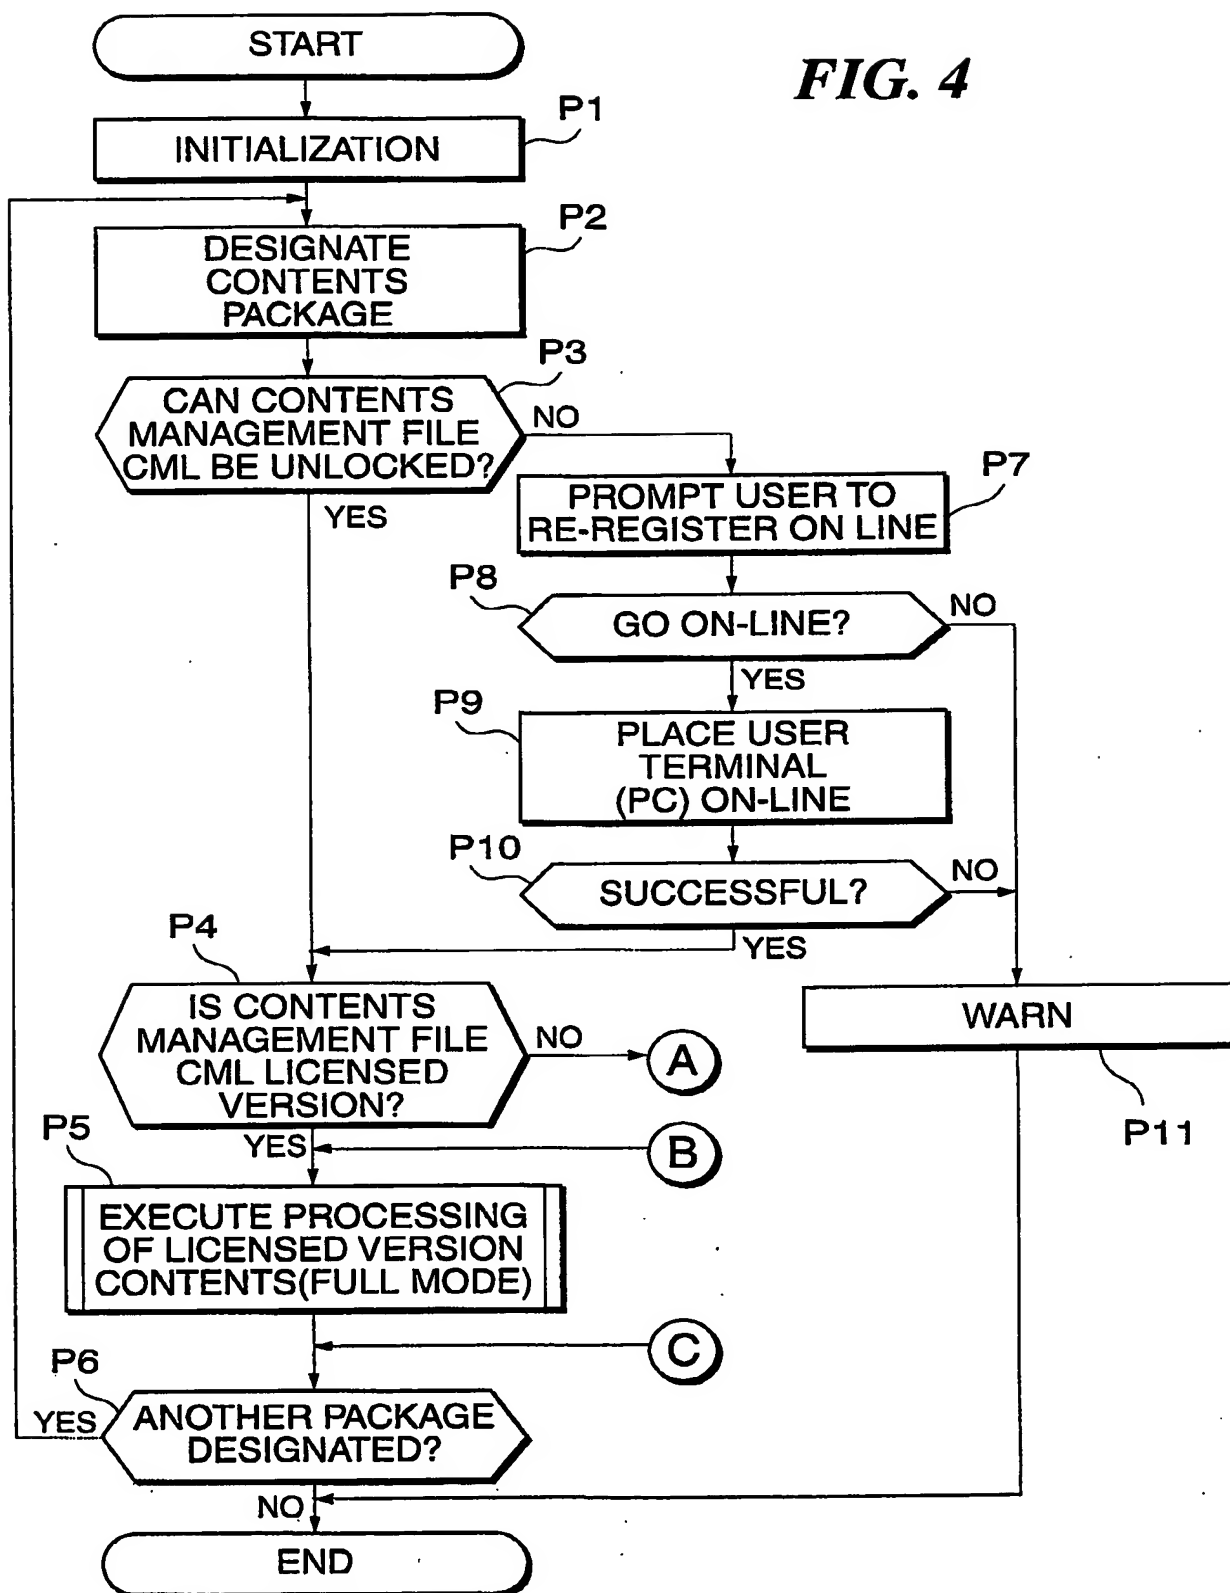 START
FIG. 4
P1
INITIALIZATION
P2
DESIGNATE
CONTENTS
PACKAGE
P3
CAN CONTENTS
MANAGEMENT FILE
CML BE UNLOCKED?
NO
YES
P7
PROMPT USER TO
RE-REGISTER ON LINE
P8
GO ON-LINE?
NO
YES
P9
PLACE USER
TERMINAL
(PC) ON-LINE
P10
SUCCESSFUL?
NO
YES
P4
IS CONTENTS
MANAGEMENT FILE
CML LICENSED
VERSION?
NO
A
WARN
P11
YES
B
P5
EXECUTE PROCESSING
OF LICENSED VERSION
CONTENTS(FULL MODE)
C
P6
ANOTHER PACKAGE
DESIGNATED?
YES
NO
END